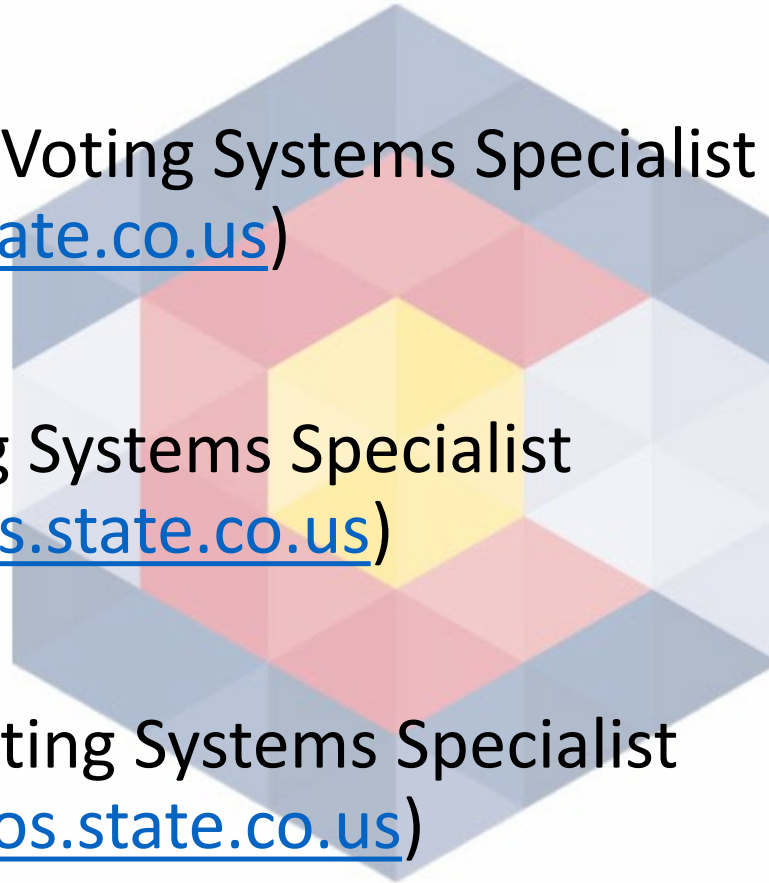 Voting Systems Specialist
ate.co.us)
g Systems Specialist
s.state.co.us)
ting Systems Specialist
os.state.co.us)